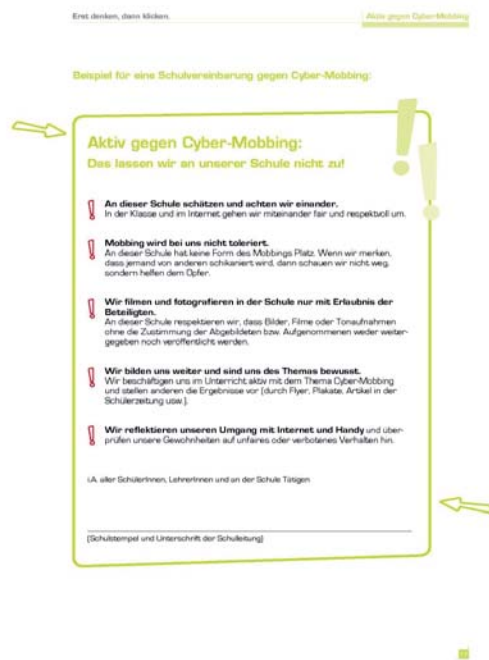 Erst denken, dann klicken.
Aktiv gegen Cyber-Mobbing
Beispiel für eine Schulvereinbarung gegen Cyber-Mobbing:
Aktiv gegen Cyber-Mobbing:
Das lassen wir an unserer Schule nicht zu!
An dieser Schule schätzen und achten wir einander.
In der Klasse und im Internet gehen wir miteinander fair und respektvoll um.
Mobbing wird bei uns nicht toleriert.
An dieser Schule hat keine Form des Mobbings Platz. Wenn wir merken,
dass jemand von anderen schikaniert wird, dann schauen wir nicht weg,
sondern helfen dem Opfer.
Wir filmen und fotografieren in der Schule nur mit Erlaubnis der
Beteiligten.
An dieser Schule respektieren wir, dass Bilder, Filme oder Tonaufnahmen
ohne die Zustimmung der Abgebildeten bzw. Aufgenommenen weder weiter-
gegeben noch veröffentlicht werden.
Wir bilden uns weiter und sind uns des Themas bewusst.
Wir beschäftigen uns im Unterricht aktiv mit dem Thema Cyber-Mobbing
und stellen anderen die Ergebnisse vor (durch Flyer, Plakate, Artikel in der
Schülerzeitung usw.).
Wir reflektieren unseren Umgang mit Internet und Handy und über-
prüfen unsere Gewohnheiten auf unfaires oder verbotenes Verhalten hin.
i.A. aller SchülerInnen, LehrerInnen und an der Schule Tätigen
(Schulstempel und Unterschrift der Schulleitung)